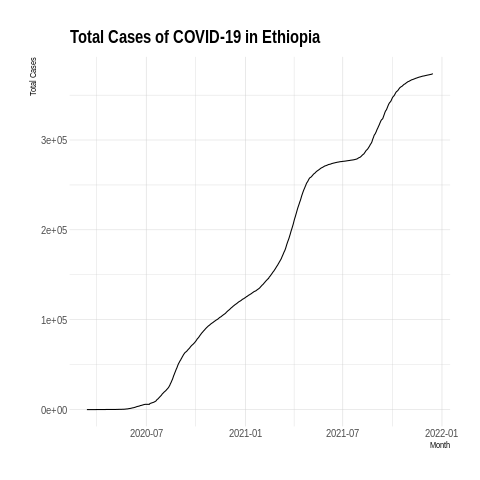 Total Cases of COVID-19 in Ethiopia
Total Cases
3e+05
2e+05
1e+05
0e+00
2020-07
2021-01
2021-07
2022-01
Month